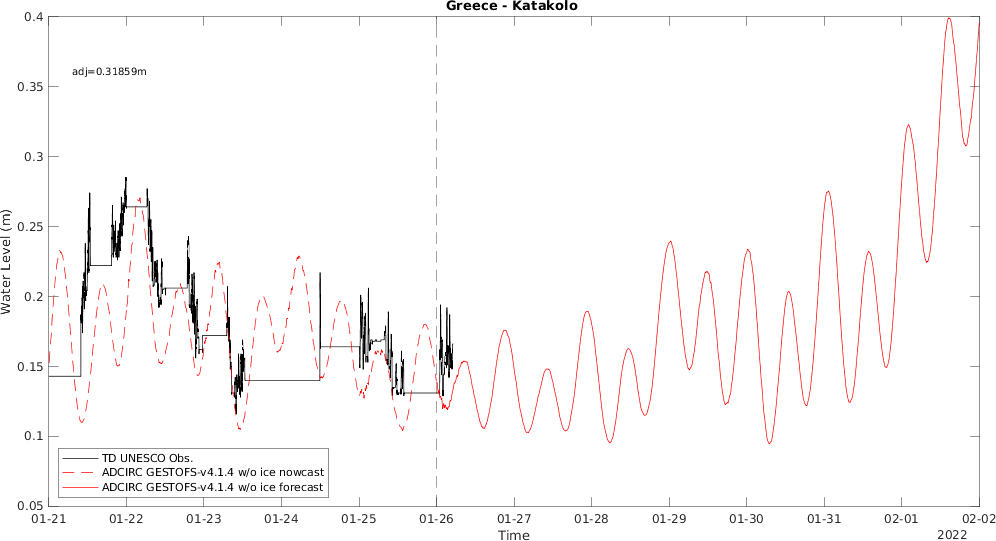 Greece - Katakolo
0.4
0.35
0.3
0.25
0.2
0.15
0.1
0.05
Water Level (m)
adj=0.31859m
TD UNESCO Obs.
ADCIRC GESTOFS-v4.1.4 w/o ice nowcast
ADCIRC GESTOFS-v4.1.4 w/o ice forecast
01-21 01-22 01-23 01-24 01-25 01-26 01-27 01-28 01-29 01-30 01-31 02-01 02-02
Time
2022